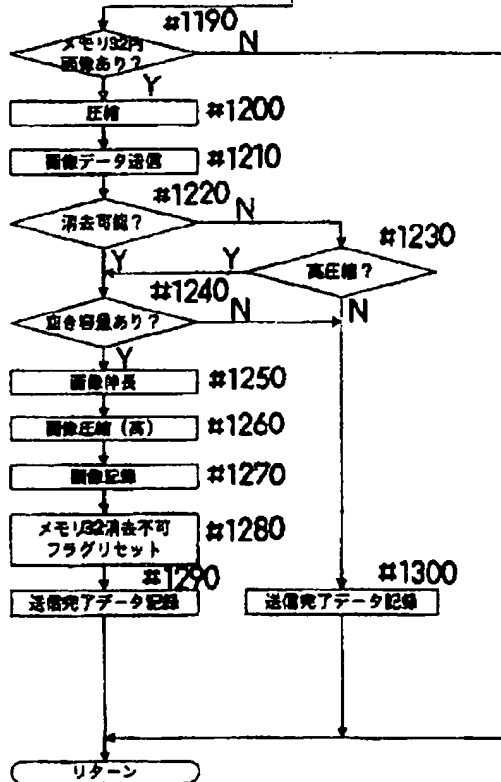 #1190
メモリ32内
画像あり?
N
Y
圧縮
#1200
画像データ送信
#1210
#1220
消去可能?
N
#1230
Y
Y
高圧縮?
#1240
N
空き容量あり?
N
Y
画像伸長
#1250
画像圧縮(高)
#1260
画像記録
#1270
メモリ32消去不可
フラグリセット
#1280
#1290
#1300
送信完了データ記録
送信完了データ記録
リターン